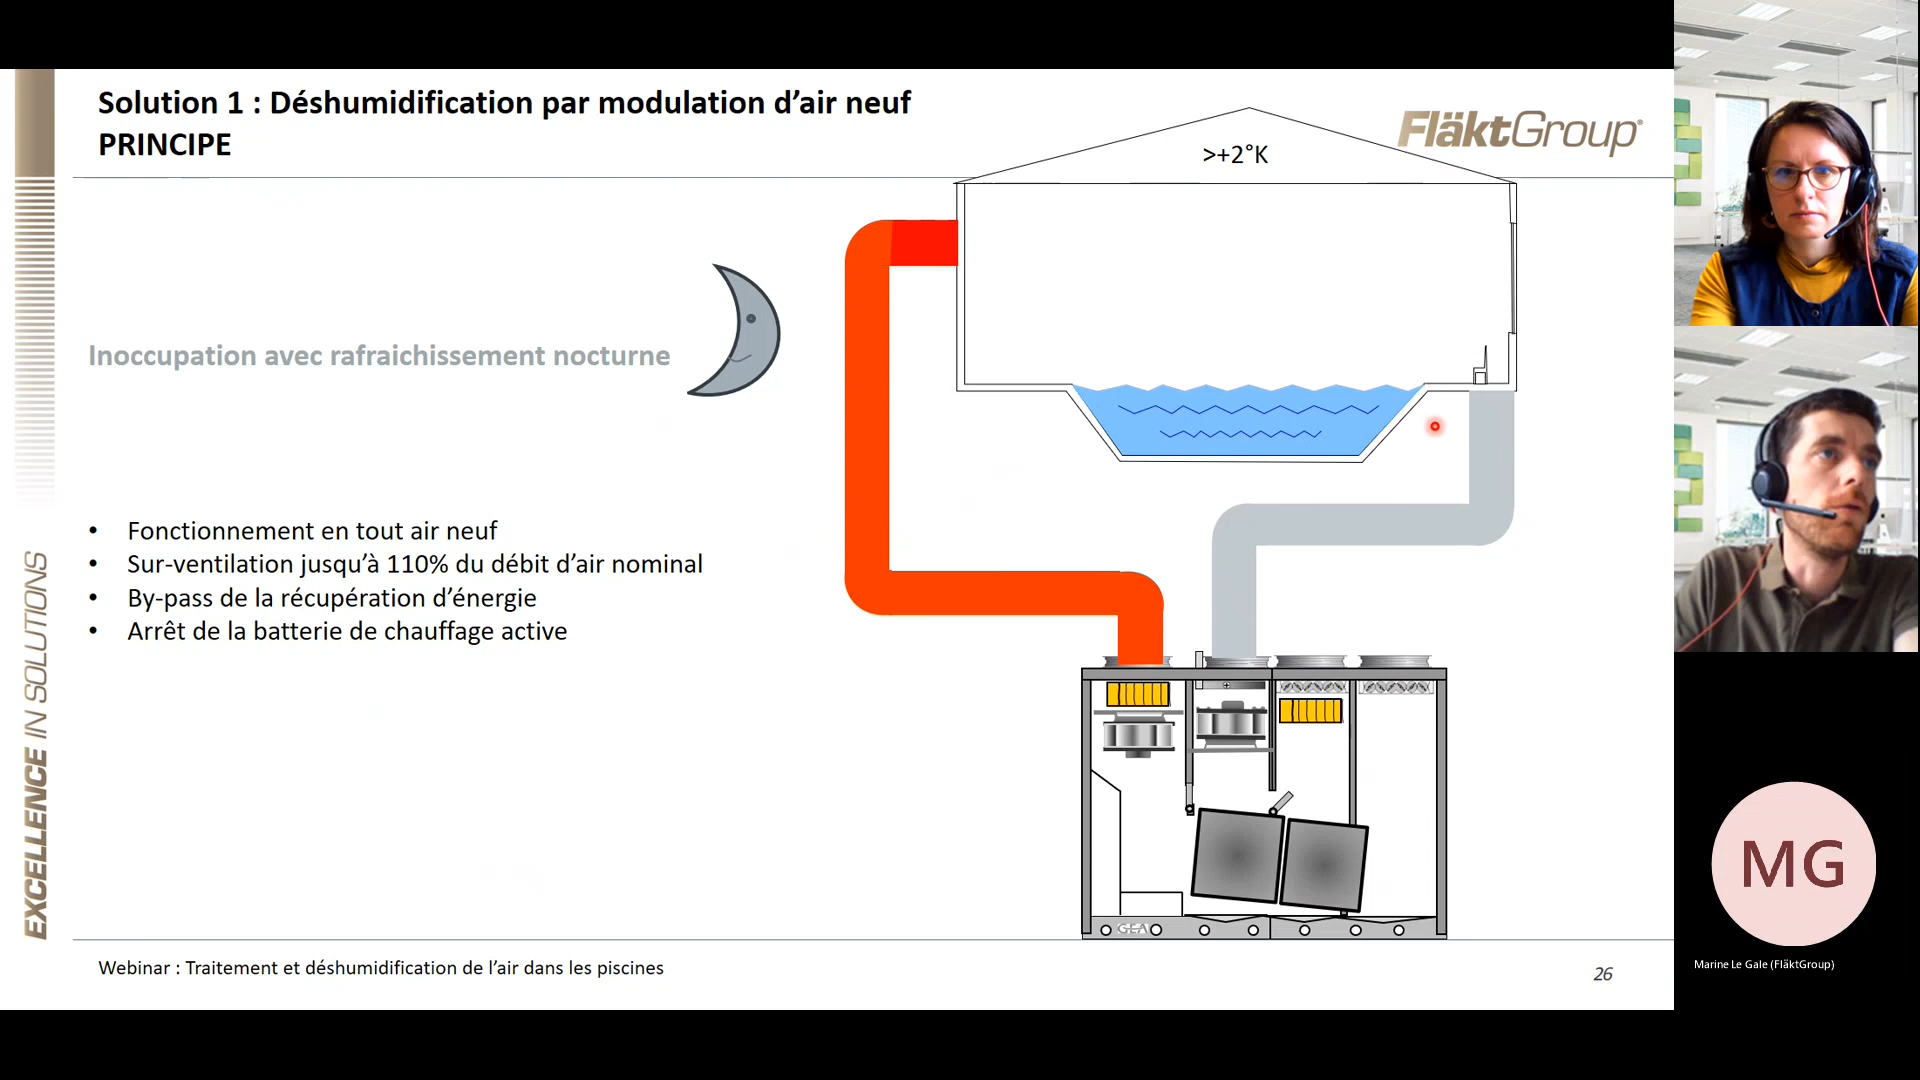 Solution 1 : Déshumidification par modulation d’air neuf
PRINCIPE
FläktGroup®
>+2°K
Inoccupation avec rafraichissement nocturne
• Fonctionnement en tout air neuf
• Sur-ventilation jusqu’à 110% du débit d’air nominal
• By-pass de la récupération d’énergie
• Arrêt de la batterie de chauffage active
EXCELLENCE IN SOLUTIONS
GEA
Webinar : Traitement et déshumidification de l’air dans les piscines
26
MG
Marine Le Gale (FläktGroup)